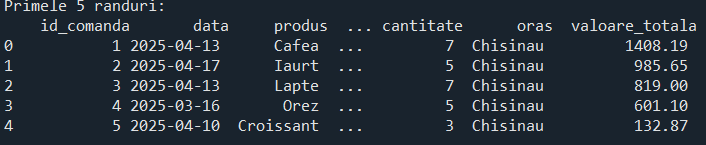 Primele 5 randuri:
id_comanda data produs ... cantitate oras valoare_totala
0 1 2025-04-13 Cafea ... 7 Chisinau 1408.19
1 2 2025-04-17 Iaurt ... 5 Chisinau 985.65
2 3 2025-04-13 Lapte ... 7 Chisinau 819.00
3 4 2025-03-16 Orez ... 5 Chisinau 601.10
4 5 2025-04-10 Croissant ... 3 Chisinau 132.87